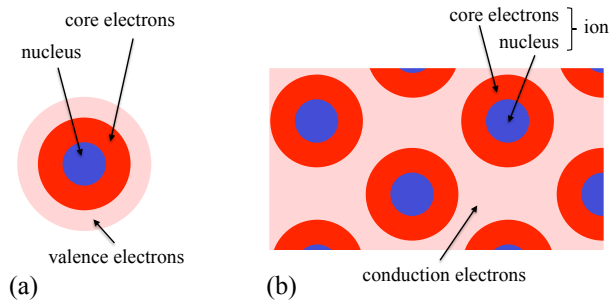 core electrons
nucleus
valence electrons
(a)
core electrons
nucleus
ion
conduction electrons
(b)